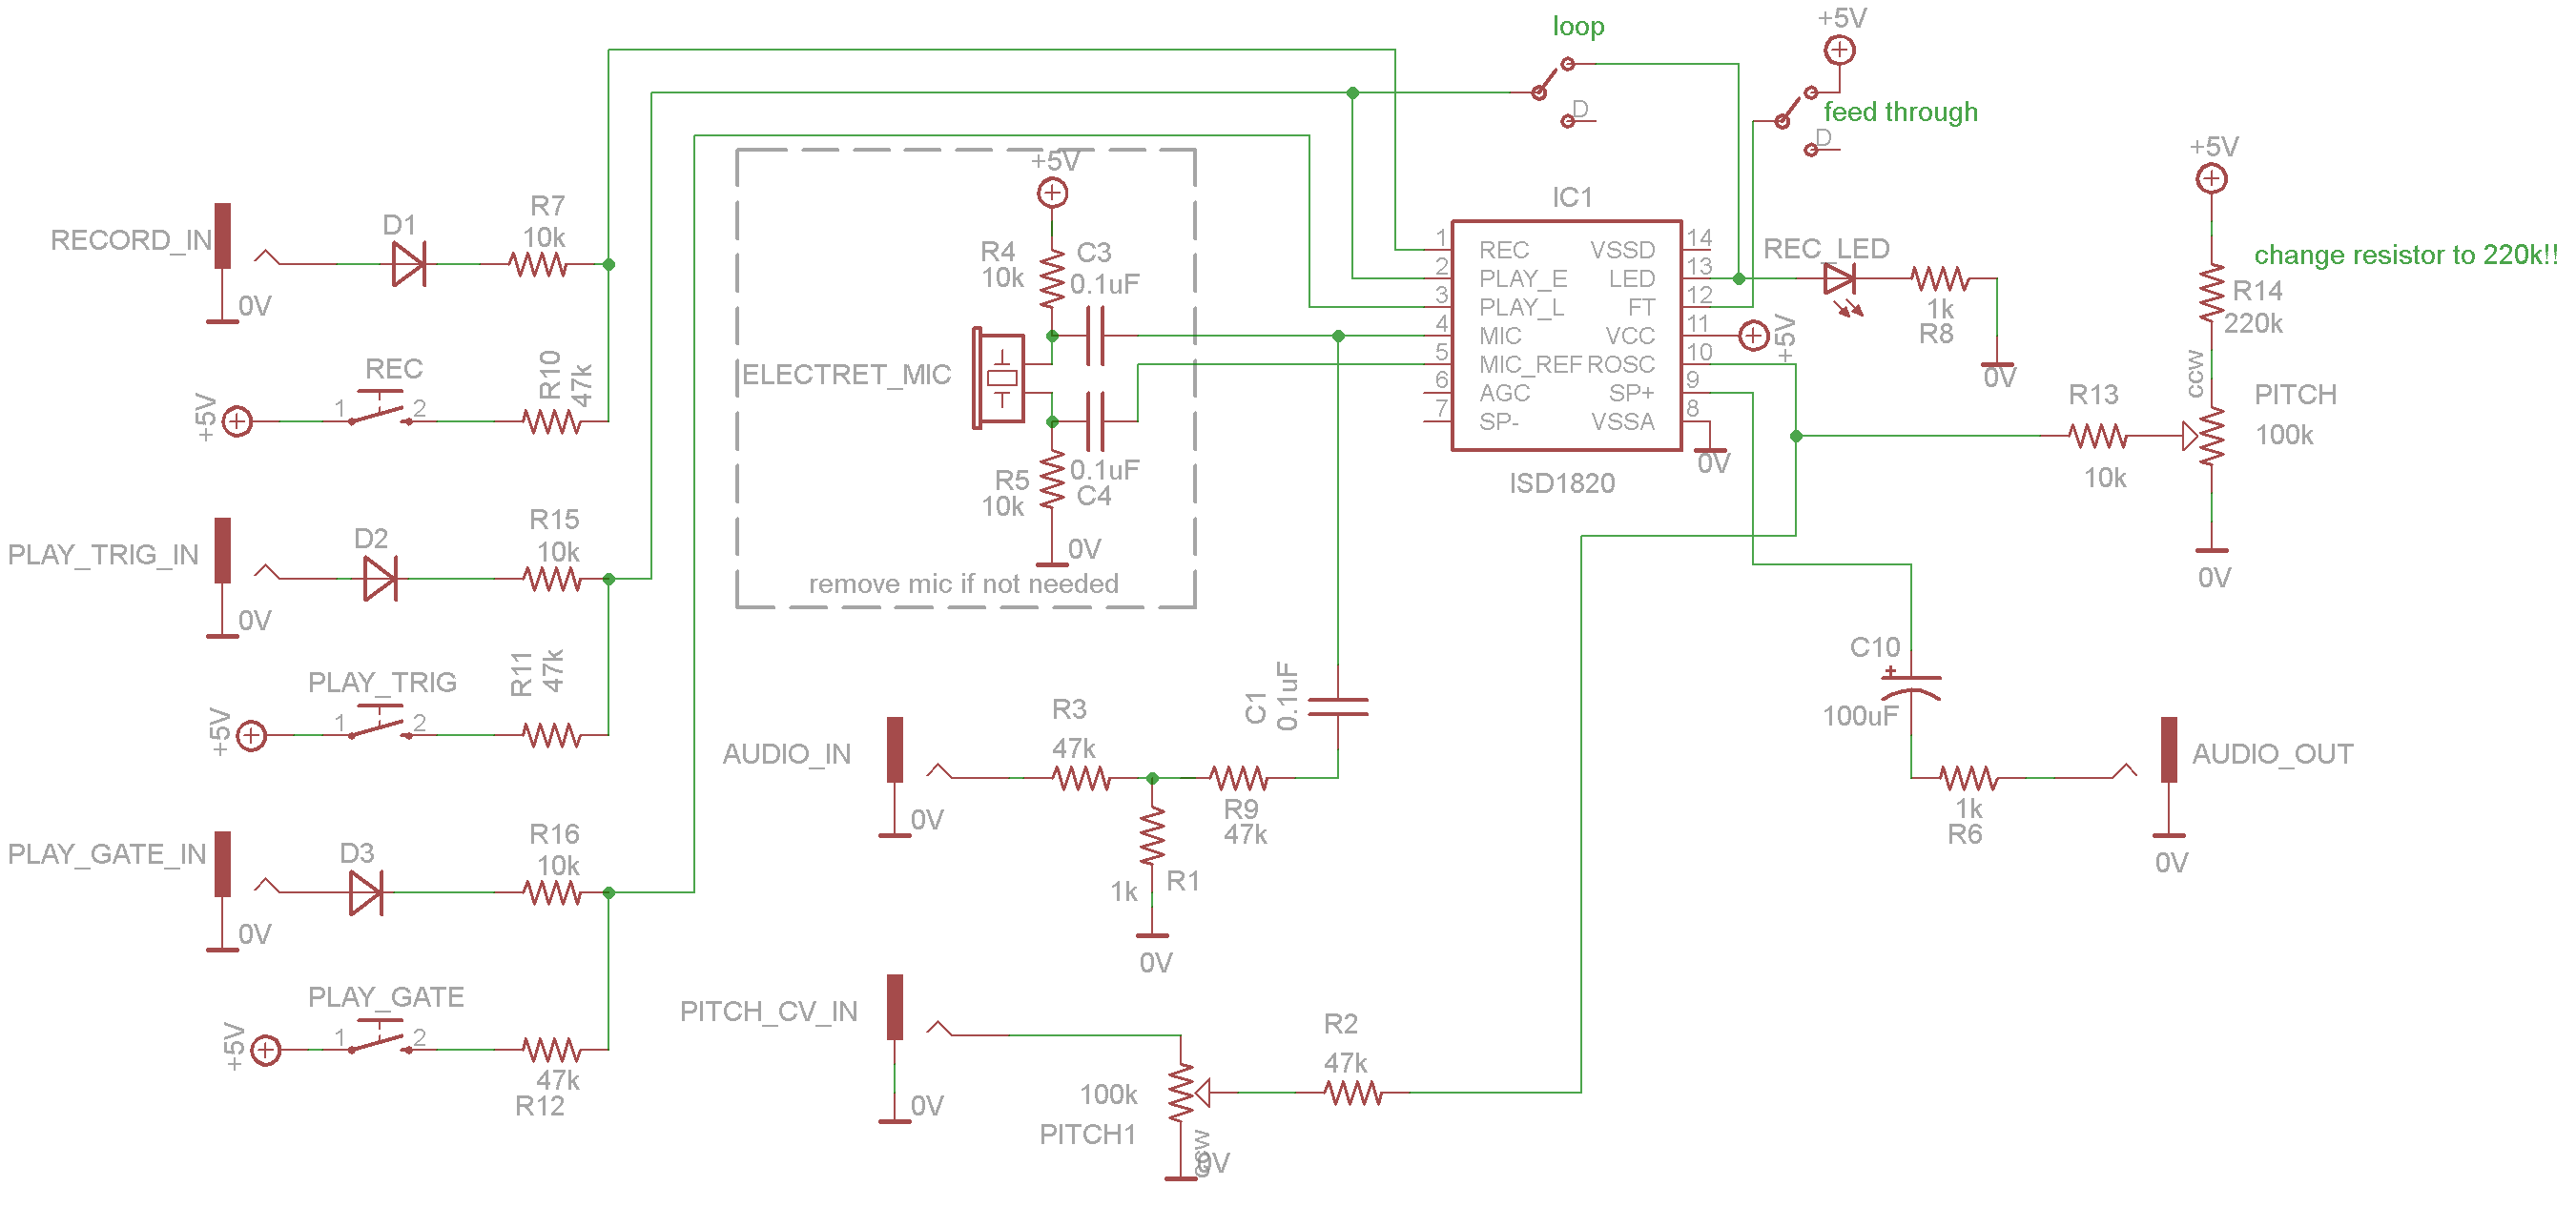 loop
+5V
D
feed through
D
+5V
+5V
IC1
R7
10k
D1
RECORD_IN
0V
R4
10k
C3
0.1uF
1
REC
VSSD
14
2
PLAY_E
LED
13
3
PLAY_L
FT
12
4
MIC
VCC
11
5
MIC_REF
ROSC
10
6
AGC
SP+
9
7
SP-
VSSA
8
ISD1820
REC_LED
1k
R8
0V
+5V
0V
change resistor to 220k!!
R14
220k
ccw
PITCH
100k
R13
10k
0V
REC
1
2
+5V
R10
47k
ELECTRET_MIC
0.1uF
C4
R5
10k
0V
remove mic if not needed
R15
10k
D2
PLAY_TRIG_IN
0V
PLAY_TRIG
1
2
+5V
R11
47k
C10
+
100uF
C1
0.1uF
R3
47k
AUDIO_IN
0V
R9
47k
R1
1k
0V
1k
R6
AUDIO_OUT
0V
R16
10k
D3
PLAY_GATE_IN
0V
PLAY_GATE
1
2
+5V
47k
R12
PITCH_CV_IN
0V
R2
47k
100k
PITCH1
ccw
0V